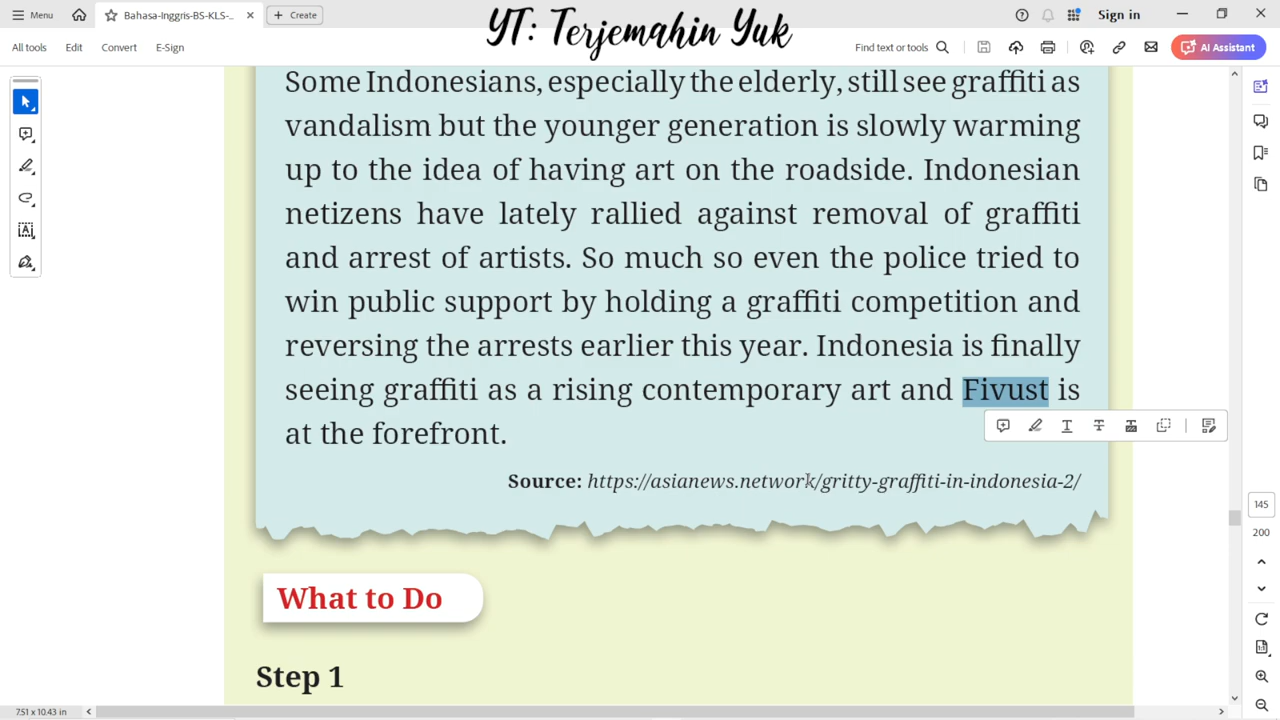 Menu
Bahasa-Inggris-BS-KLS-...
Create
YT: Terjemahin Yuk
Sign in
All tools
Edit
Convert
E-Sign
Find text or tools
AI Assistant
Some Indonesians, especially the elderly, still see graffiti as
vandalism but the younger generation is slowly warming
up to the idea of having art on the roadside. Indonesian
netizens have lately rallied against removal of graffiti
and arrest of artists. So much so even the police tried to
win public support by holding a graffiti competition and
reversing the arrests earlier this year. Indonesia is finally
seeing graffiti as a rising contemporary art and Fivust is
at the forefront.
Source: https://asianews.network/gritty-graffiti-in-indonesia-2/
145
200
What to Do
Step 1
7.51 x 10.43 in